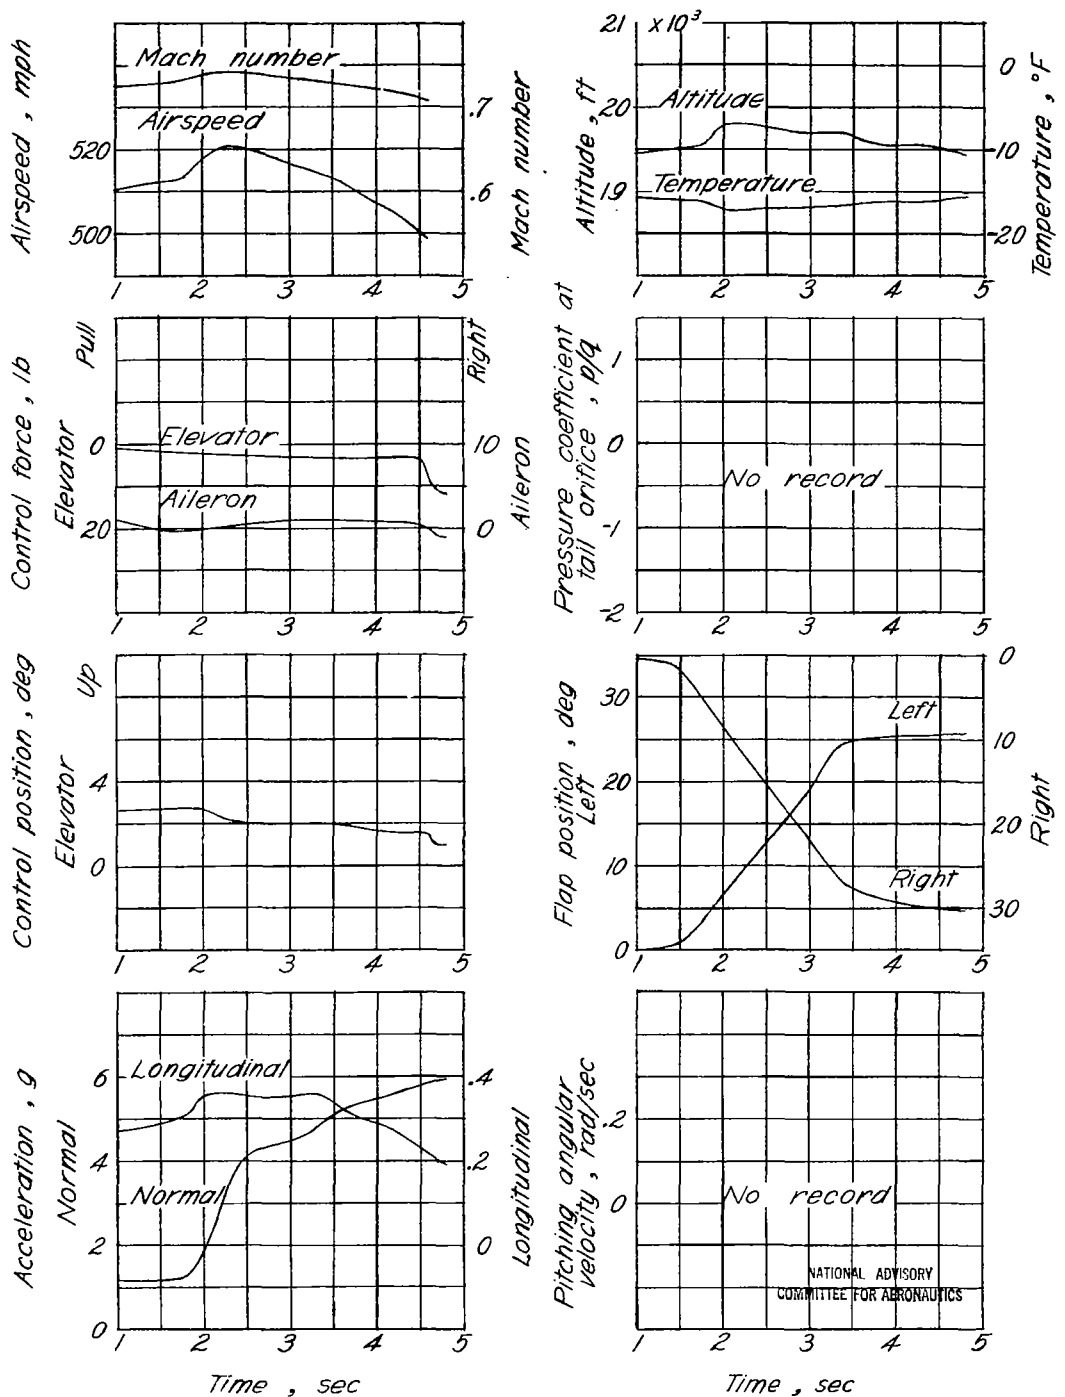 Airspeed, mph
520
500
Mach number
Airspeed
.7
.6
Mach number
1 2 3 4 5
21 x10³
20
19
Altitude, ft
Altitude
Temperature
0
-10
-20
Temperature, °F
1 2 3 4 5
Control force, lb
Elevator
Pull
0
20
Elevator
Aileron
Right
10
0
Aileron
1 2 3 4 5
Pressure coefficient at
tail orifice, p/q
1
0
-1
-2
No record
1 2 3 4 5
Control position, deg
Elevator
Up
4
0
1 2 3 4 5
Flap position, deg
Left
30
20
10
0
Left
Right
0
10
20
30
Right
1 2 3 4 5
Acceleration, g
Normal
6
4
2
0
Longitudinal
Normal
.4
.2
0
Longitudinal
1 2 3 4 5
Time, sec
Pitching angular
velocity, rad/sec
.2
0
No record
NATIONAL ADVISORY
COMMITTEE FOR AERONAUTICS
1 2 3 4 5
Time, sec